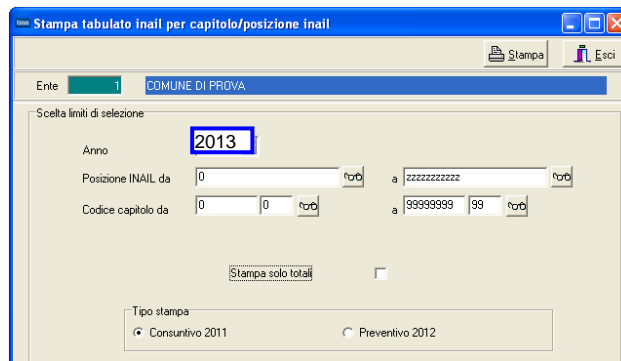 Stampa tabulato inail per capitolo/posizione inail
Stampa Esci
Ente 1 COMUNE DI PROVA
Scelta limiti di selezione
Anno 2013
Posizione INAIL da 0 a zzzzzzzzzzz
Codice capitolo da 0 0 a 99999999 99
Stampa solo totali
Tipo stampa
Consuntivo 2011 Preventivo 2012